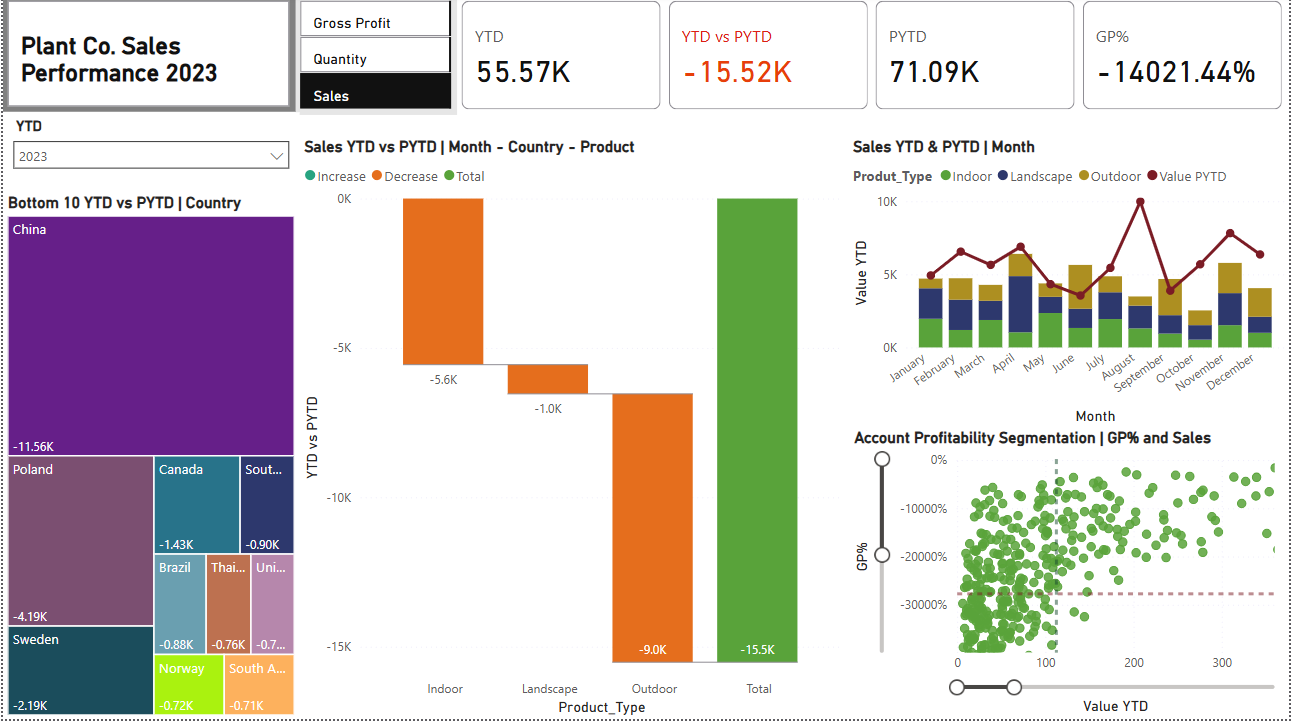 Plant Co. Sales
Performance 2023
Gross Profit
Quantity
Sales
YTD
55.57K
YTD vs PYTD
-15.52K
PYTD
71.09K
GP%
-14021.44%
YTD
2023
Bottom 10 YTD vs PYTD | Country
China
-11.56K
Poland
-4.19K
Sweden
-2.19K
Canada
-1.43K
Sout...
-0.90K
Brazil
-0.88K
Thai...
-0.76K
Uni...
-0.7...
Norway
-0.72K
South A...
-0.71K
Sales YTD vs PYTD | Month - Country - Product
Increase Decrease Total
YTD vs PYTD
0K
-5K
-10K
-15K
-5.6K
-1.0K
-9.0K
-15.5K
Indoor Landscape Outdoor Total
Product_Type
Sales YTD & PYTD | Month
Produt_Type Indoor Landscape Outdoor Value PYTD
Value YTD
10K
5K
0K
January February March April May June July August September October November December
Month
Account Profitability Segmentation | GP% and Sales
GP%
0%
-10000%
-20000%
-30000%
0 100 200 300
Value YTD